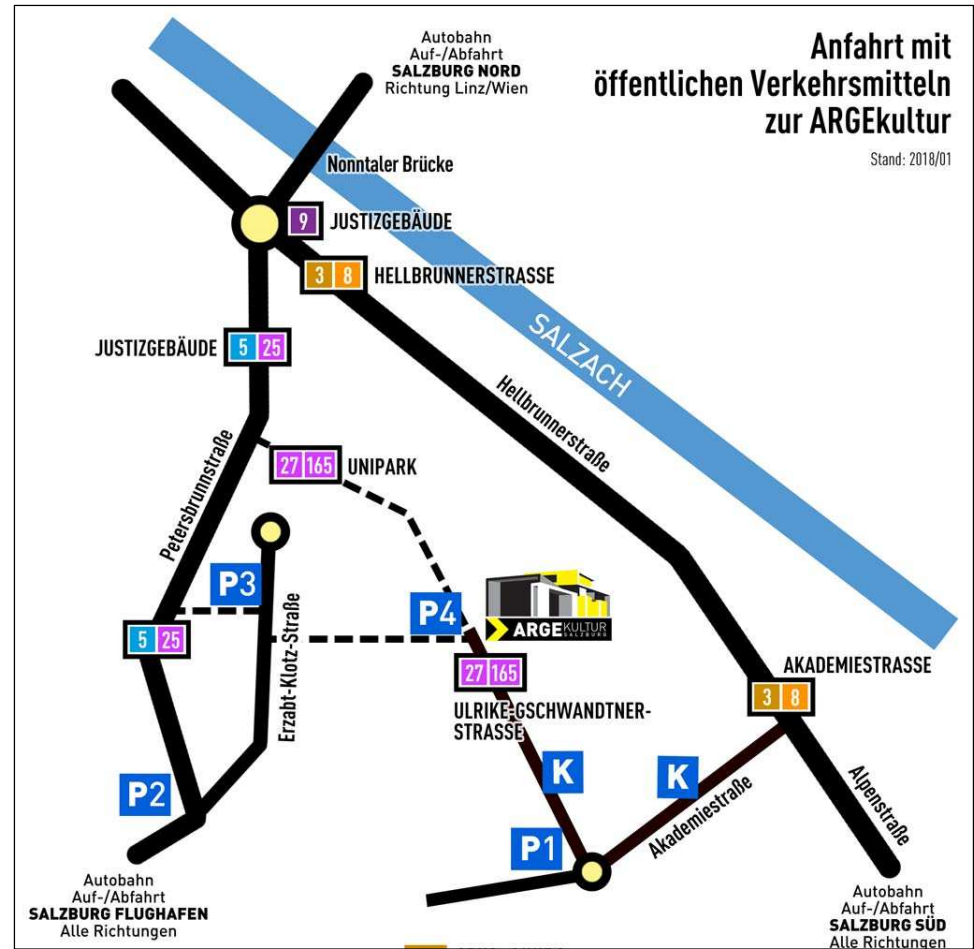 Anfahrt mit
öffentlichen Verkehrsmitteln
zur ARGEkultur
Stand: 2018/01
Autobahn
Auf-/Abfahrt
SALZBURG NORD
Richtung Linz/Wien
Nonntaler Brücke
9 JUSTIZGEBÄUDE
3 8 HELLBRUNNERSTRASSE
JUSTIZGEBÄUDE 5 25
SALZACH
Hellbrunnerstraße
Petersbrunnstraße
27 165 UNIPARK
P3
Erzabt-Klotz-Straße
P4
ARGEKULTUR
SALZBURG
5 25
27 165
ULRIKE-GSCHWANDTNER-
STRASSE
AKADEMIESTRASSE
3 8
P2
K
K
Akademiestraße
Alpenstraße
P1
Autobahn
Auf-/Abfahrt
SALZBURG FLUGHAFEN
Alle Richtungen
Autobahn
Auf-/Abfahrt
SALZBURG SÜD
Alle Richtungen